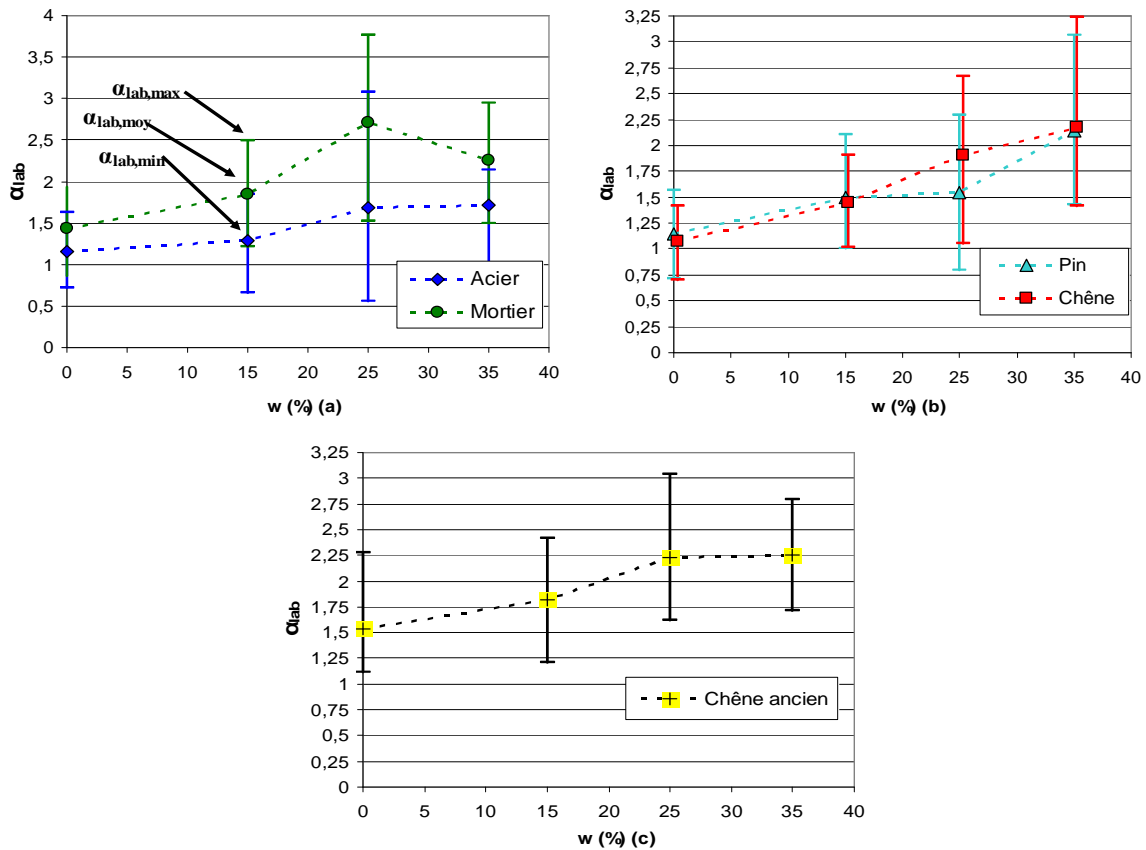 4
3,5
3
2,5
2
1,5
1
0,5
0
αlab
αlab,max
αlab,moy
αlab,min
Acier
Mortier
0 5 10 15 20 25 30 35 40
w (%) (a)
3,25
3
2,75
2,5
2,25
2
1,75
1,5
1,25
1
0,75
0,5
0,25
0
αlab
Pin
Chêne
0 5 10 15 20 25 30 35 40
w (%) (b)
3,25
3
2,75
2,5
2,25
2
1,75
1,5
1,25
1
0,75
0,5
0,25
0
αlab
Chêne ancien
0 5 10 15 20 25 30 35 40
w (%) (c)